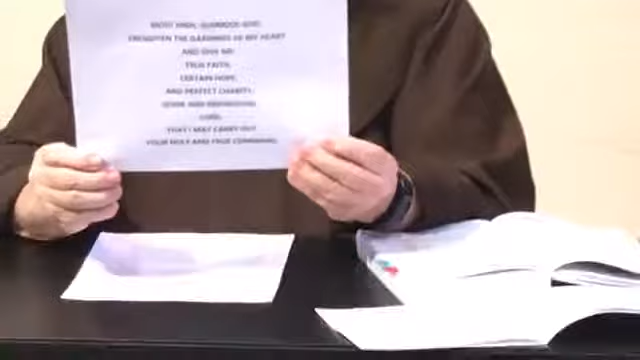 MOST HIGH, GLORIOUS GOD,
ENLIGHTEN THE DARKNESS OF MY HEART
AND GIVE ME
TRUE FAITH,
CERTAIN HOPE,
AND PERFECT CHARITY,
SENSE AND KNOWLEDGE,
LORD,
THAT I MAY CARRY OUT
YOUR HOLY AND TRUE COMMAND.